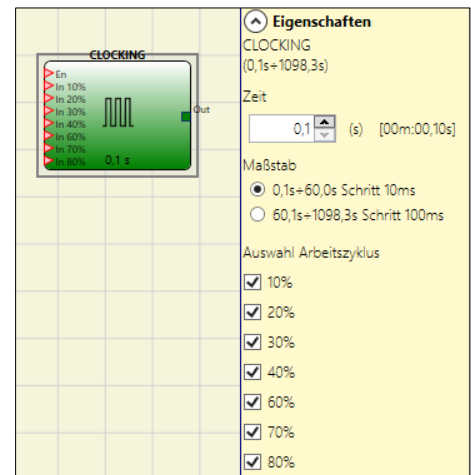 CLOCKING
En
In 10%
In 20%
In 30%
In 40%
In 60%
In 70%
In 80%
0,1 s
Out
Eigenschaften
CLOCKING
(0,1s÷1098,3s)
Zeit
0,1 (s) [00m:00,10s]
Maßstab
0,1s÷60,0s Schritt 10ms
60,1s÷1098,3s Schritt 100ms
Auswahl Arbeitszyklus
10%
20%
30%
40%
60%
70%
80%